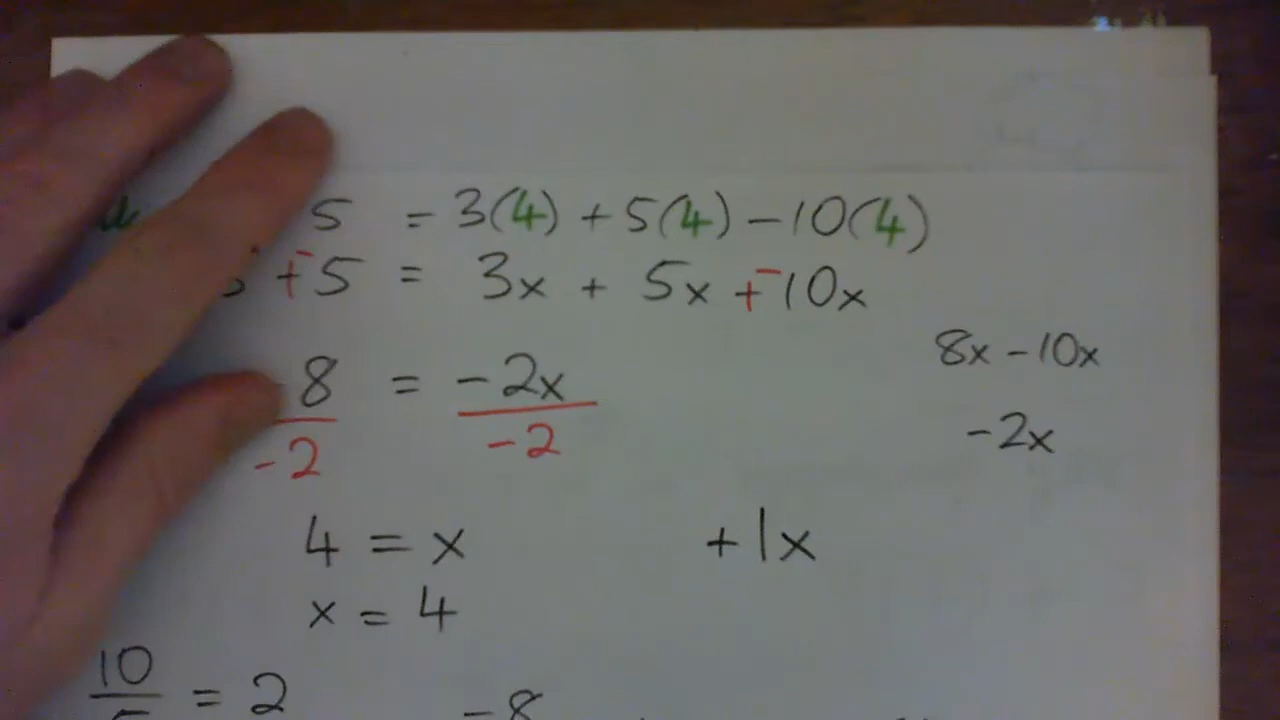 5 = 3(4) + 5(4) - 10(4)
+ -5 = 3x + 5x + -10x
8x - 10x
8 = -2x
-2 -2
-2x
4 = x +1x
x = 4
10
= 2
-8